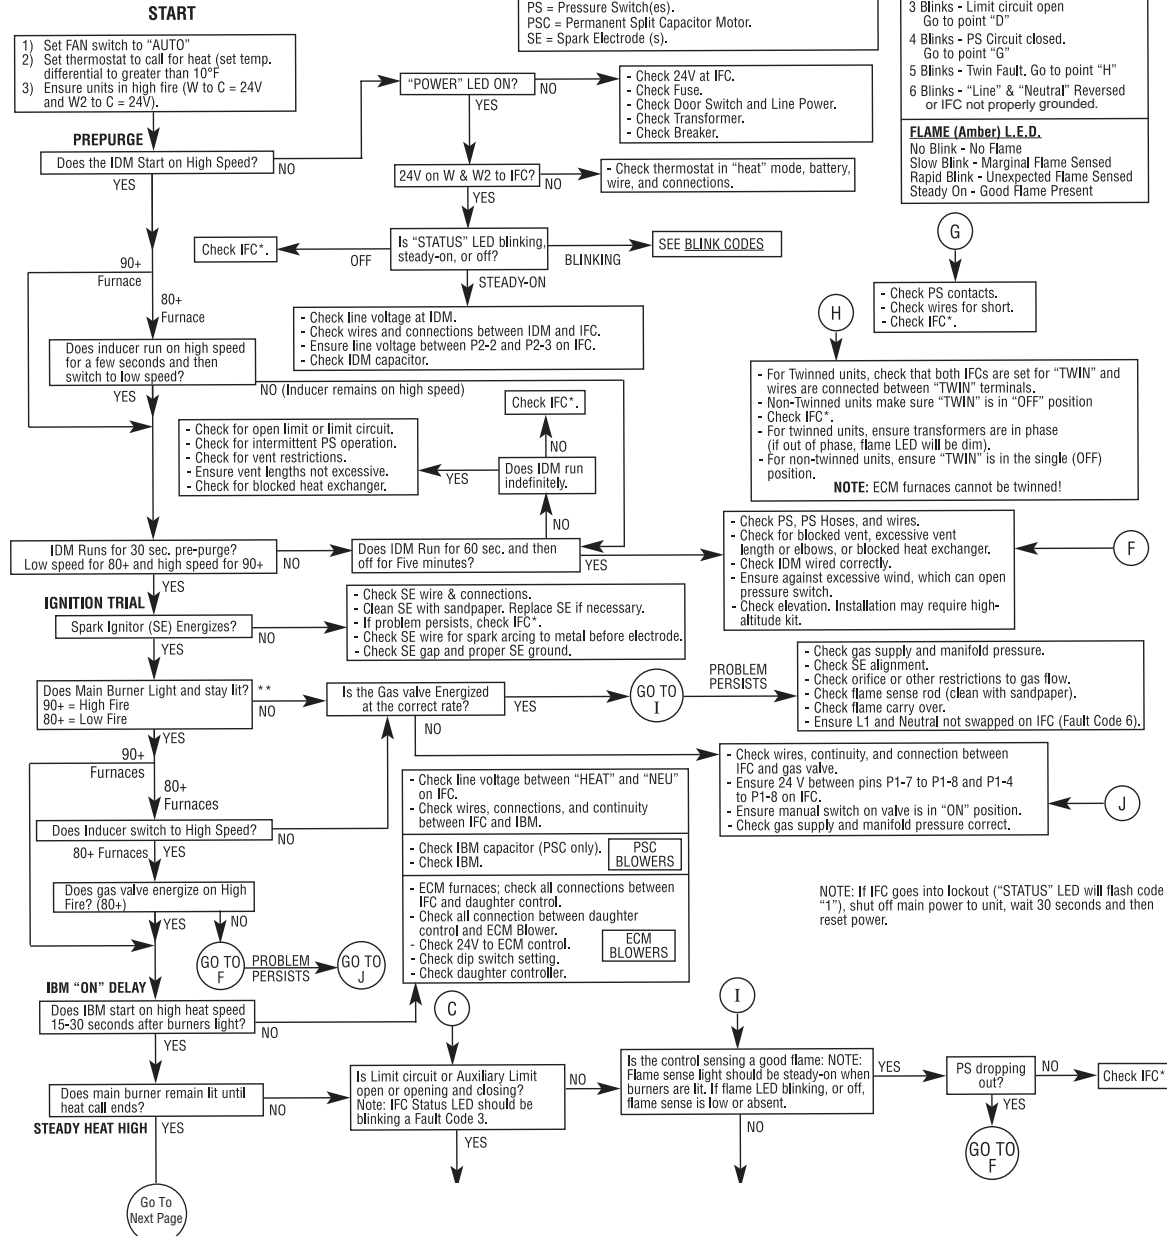 START
1) Set FAN switch to “AUTO”
2) Set thermostat to call for heat (set temp.
differential to greater than 10°F
3) Ensure units in high fire (W to C = 24V
and W2 to C = 24V).
PS = Pressure Switch(es).
PSC = Permanent Split Capacitor Motor.
SE = Spark Electrode (s).
3 Blinks - Limit circuit open
Go to point “D”
4 Blinks - PS Circuit closed.
Go to point “G”
5 Blinks - Twin Fault. Go to point “H”
6 Blinks - “Line” & “Neutral” Reversed
or IFC not properly grounded.
FLAME (Amber) L.E.D.
No Blink - No Flame
Slow Blink - Marginal Flame Sensed
Rapid Blink - Unexpected Flame Sensed
Steady On - Good Flame Present
PREPURGE
Does the IDM Start on High Speed?
NO
YES
“POWER” LED ON?
NO
YES
- Check 24V at IFC.
- Check Fuse.
- Check Door Switch and Line Power.
- Check Transformer.
- Check Breaker.
24V on W & W2 to IFC?
NO
YES
- Check thermostat in “heat” mode, battery,
wire, and connections.
Is “STATUS” LED blinking,
steady-on, or off?
OFF
Check IFC*.
BLINKING
SEE BLINK CODES
STEADY-ON
- Check line voltage at IDM.
- Check wires and connections between IDM and IFC.
- Ensure line voltage between P2-2 and P2-3 on IFC.
- Check IDM capacitor.
G
- Check PS contacts.
- Check wires for short.
- Check IFC*.
H
- For Twinned units, check that both IFCs are set for “TWIN” and
wires are connected between “TWIN” terminals.
- Non-Twinned units make sure “TWIN” is in “OFF” position
- Check IFC*.
- For twinned units, ensure transformers are in phase
(if out of phase, flame LED will be dim).
- For non-twinned units, ensure “TWIN” is in the single (OFF)
position.
NOTE: ECM furnaces cannot be twinned!
90+
Furnace
80+
Furnace
Does inducer run on high speed
for a few seconds and then
switch to low speed?
YES
NO (Inducer remains on high speed)
Check IFC*.
NO
- Check for open limit or limit circuit.
- Check for intermittent PS operation.
- Check for vent restrictions.
- Ensure vent lengths not excessive.
- Check for blocked heat exchanger.
YES
Does IDM run
indefinitely.
NO
IDM Runs for 30 sec. pre-purge?
Low speed for 80+ and high speed for 90+
NO
YES
Does IDM Run for 60 sec. and then
off for Five minutes?
YES
- Check PS, PS Hoses, and wires.
- Check for blocked vent, excessive vent
length or elbows, or blocked heat exchanger.
- Check IDM wired correctly.
- Ensure against excessive wind, which can open
pressure switch.
- Check elevation. Installation may require high-
altitude kit.
F
IGNITION TRIAL
Spark Ignitor (SE) Energizes?
NO
YES
- Check SE wire & connections.
- Clean SE with sandpaper. Replace SE if necessary.
- If problem persists, check IFC*.
- Check SE wire for spark arcing to metal before electrode.
- Check SE gap and proper SE ground.
Does Main Burner Light and stay lit?
90+ = High Fire
80+ = Low Fire
**
NO
YES
Is the Gas valve Energized
at the correct rate?
YES
NO
GO TO
I
PROBLEM
PERSISTS
- Check gas supply and manifold pressure.
- Check SE alignment.
- Check orifice or other restrictions to gas flow.
- Check flame sense rod (clean with sandpaper).
- Check flame carry over.
- Ensure L1 and Neutral not swapped on IFC (Fault Code 6).
- Check wires, continuity, and connection between
IFC and gas valve.
- Ensure 24 V between pins P1-7 to P1-8 and P1-4
to P1-8 on IFC.
- Ensure manual switch on valve is in “ON” position.
- Check gas supply and manifold pressure correct.
J
90+
Furnaces
80+
Furnaces
Does Inducer switch to High Speed?
NO
80+ Furnaces YES
Does gas valve energize on High
Fire? (80+)
YES
NO
GO TO
F
PROBLEM
PERSISTS
GO TO
J
- Check line voltage between “HEAT” and “NEU”
on IFC.
- Check wires, connections, and continuity
between IFC and IBM.
- Check IBM capacitor (PSC only).
- Check IBM.
PSC
BLOWERS
- ECM furnaces; check all connections between
IFC and daughter control.
- Check all connection between daughter
control and ECM Blower.
- Check 24V to ECM control.
- Check dip switch setting.
- Check daughter controller.
ECM
BLOWERS
NOTE: If IFC goes into lockout (“STATUS” LED will flash code
“1”), shut off main power to unit, wait 30 seconds and then
reset power.
IBM “ON” DELAY
Does IBM start on high heat speed
15-30 seconds after burners light?
NO
YES
Does main burner remain lit until
heat call ends?
NO
STEADY HEAT HIGH
YES
Go To
Next Page
C
Is Limit circuit or Auxiliary Limit
open or opening and closing?
Note: IFC Status LED should be
blinking a Fault Code 3.
NO
YES
I
Is the control sensing a good flame: NOTE:
Flame sense light should be steady-on when
burners are lit. If flame LED blinking, or off,
flame sense is low or absent.
YES
NO
PS dropping
out?
NO
YES
Check IFC*
GO TO
F